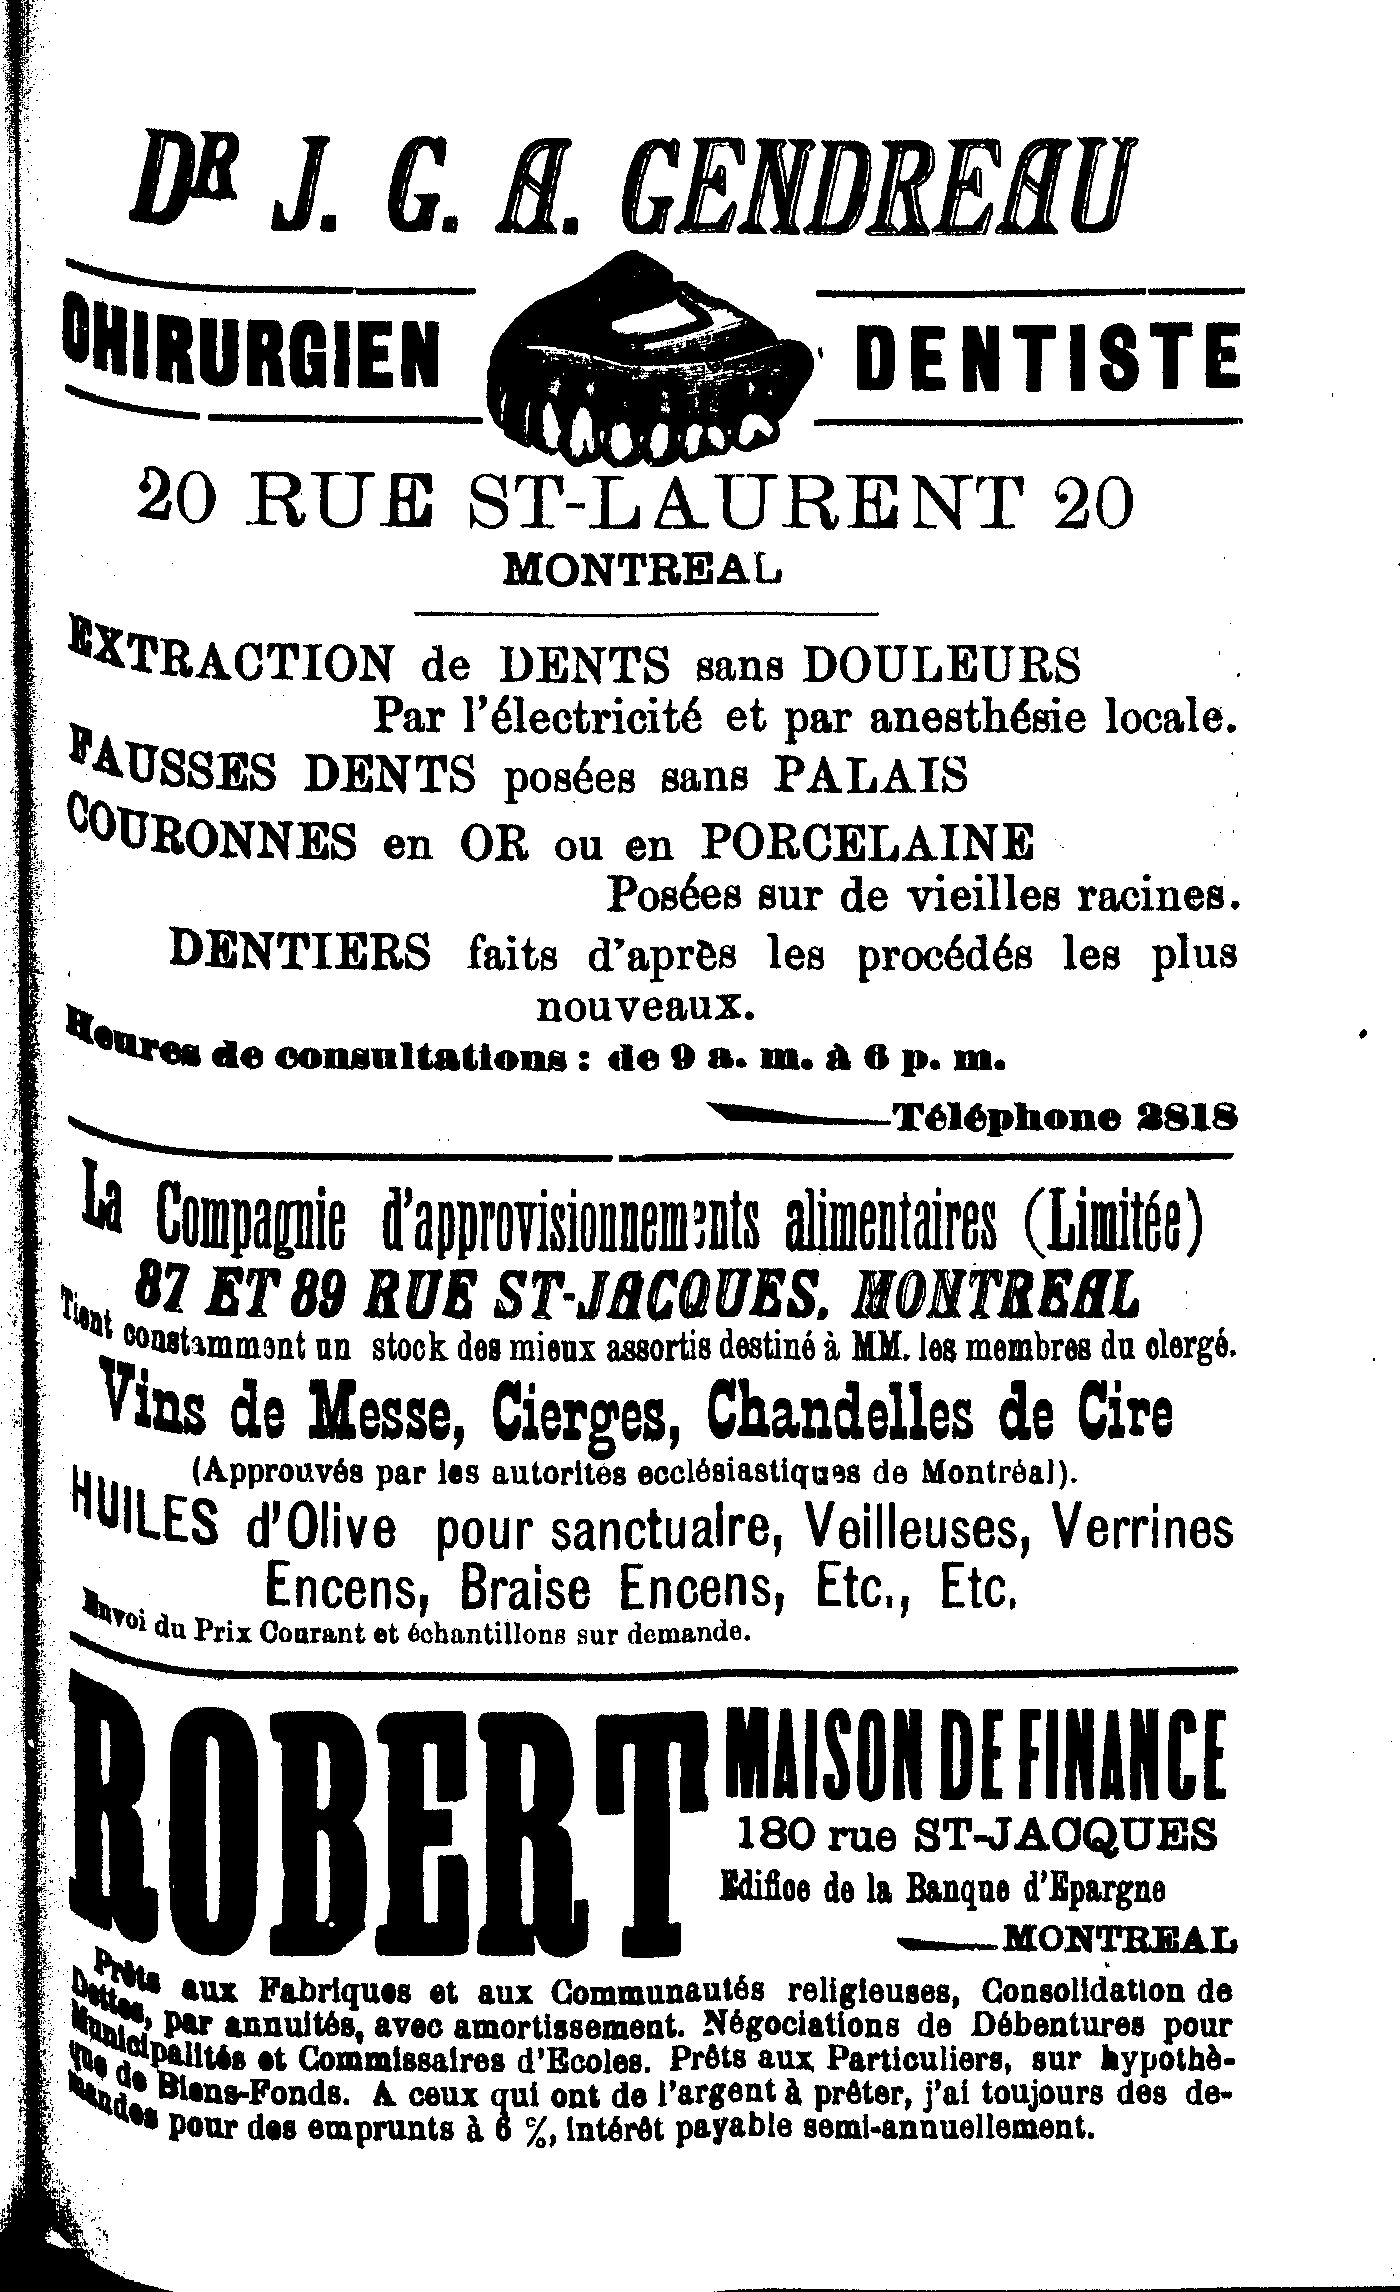 DR J. G. A. GENDREAU
CHIRURGIEN DENTISTE
20 RUE ST-LAURENT 20
MONTREAL
EXTRACTION de DENTS sans DOULEURS
Par l'électricité et par anesthésie locale.
FAUSSES DENTS posées sans PALAIS
COURONNES en OR ou en PORCELAINE
Posées sur de vieilles racines.
DENTIERS faits d'après les procédés les plus
nouveaux.
Heures de consultations : de 9 a. m. à 6 p. m.
Téléphone 2818
La Compagnie d'approvisionnements alimentaires (Limitée)
87 ET 89 RUE ST-JACQUES. MONTREAL
Tient constamment un stock des mieux assortis destiné à MM. les membres du clergé.
Vins de Messe, Cierges, Chandelles de Cire
(Approuvés par les autorités ecclésiastiques de Montréal).
HUILES d'Olive pour sanctuaire, Veilleuses, Verrines
Encens, Braise Encens, Etc., Etc.
Envoi du Prix Courant et échantillons sur demande.
ROBERT MAISON DE FINANCE
180 rue ST-JACQUES
Edifice de la Banque d'Epargne
MONTREAL
Prêts aux Fabriques et aux Communautés religieuses, Consolidation de
Dettes, par annuités, avec amortissement. Négociations de Débentures pour
Municipalités et Commissaires d'Ecoles. Prêts aux Particuliers, sur hypothè-
que de Biens-Fonds. A ceux qui ont de l'argent à prêter, j'ai toujours des de-
mandes pour des emprunts à 6 %, intérêt payable semi-annuellement.